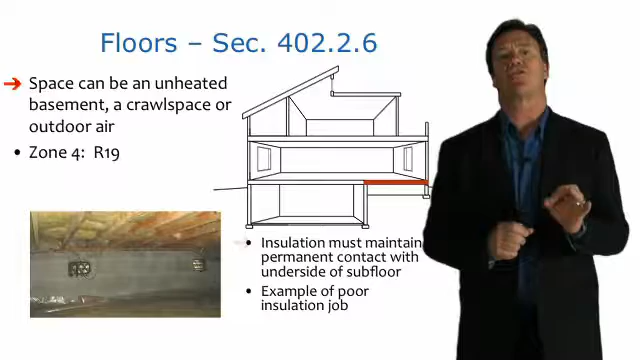 Floors – Sec. 402.2.6
Space can be an unheated
basement, a crawlspace or
outdoor air
• Zone 4: R19
• Insulation must maintain
permanent contact with
underside of subfloor
• Example of poor
insulation job